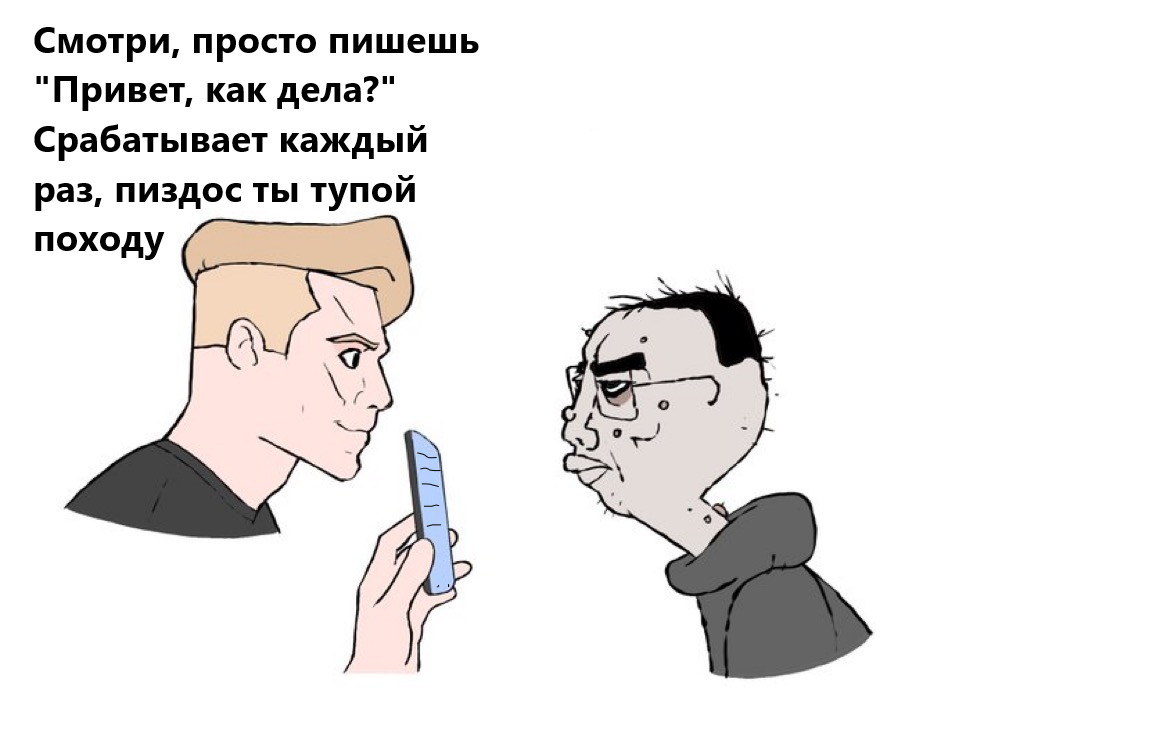 Смотри, просто пишешь
"Привет, как дела?"
Срабатывает каждый
раз, пиздос ты тупой
походу